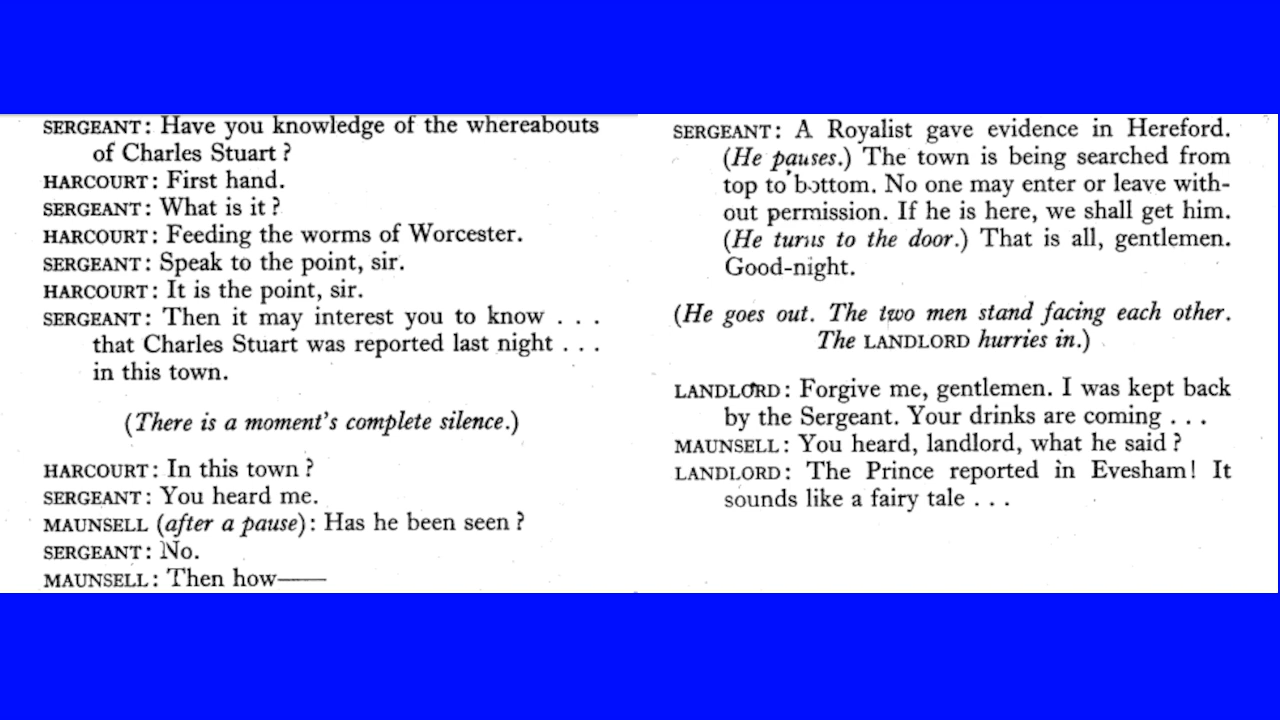 SERGEANT: Have you knowledge of the whereabouts
of Charles Stuart?
HARCOURT: First hand.
SERGEANT: What is it?
HARCOURT: Feeding the worms of Worcester.
SERGEANT: Speak to the point, sir.
HARCOURT: It is the point, sir.
SERGEANT: Then it may interest you to know . . .
that Charles Stuart was reported last night . . .
in this town.
(There is a moment's complete silence.)
HARCOURT: In this town?
SERGEANT: You heard me.
MAUNSELL (after a pause): Has he been seen?
SERGEANT: No.
MAUNSELL: Then how——
SERGEANT: A Royalist gave evidence in Hereford.
(He pauses.) The town is being searched from
top to bottom. No one may enter or leave with-
out permission. If he is here, we shall get him.
(He turns to the door.) That is all, gentlemen.
Good-night.
(He goes out. The two men stand facing each other.
The LANDLORD hurries in.)
LANDLORD: Forgive me, gentlemen. I was kept back
by the Sergeant. Your drinks are coming . . .
MAUNSELL: You heard, landlord, what he said?
LANDLORD: The Prince reported in Evesham! It
sounds like a fairy tale . . .